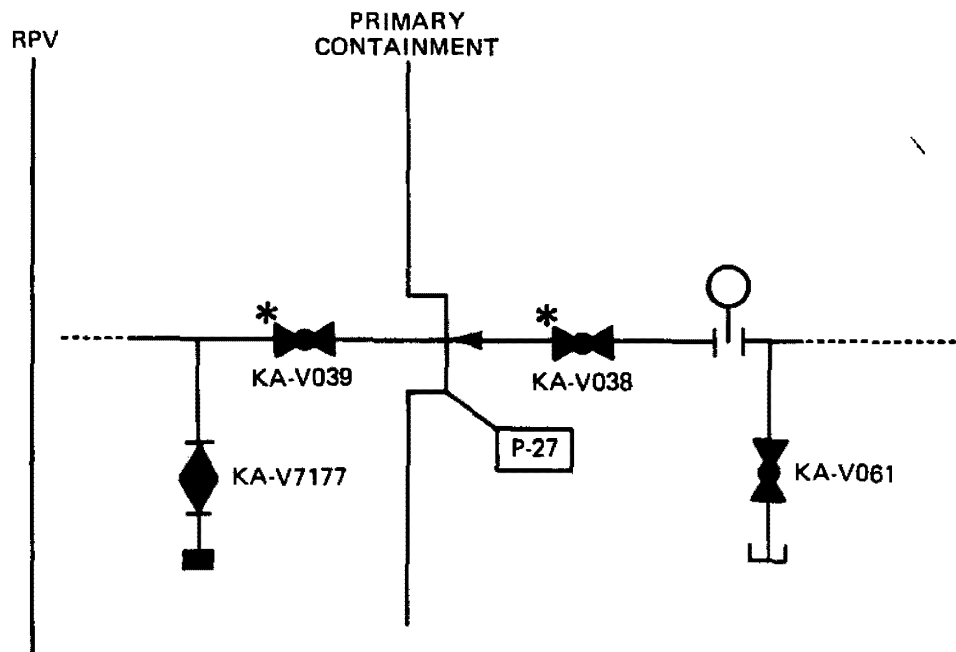 RPV
PRIMARY
CONTAINMENT
*
*
KA-V039
KA-V038
P-27
KA-V7177
KA-V061